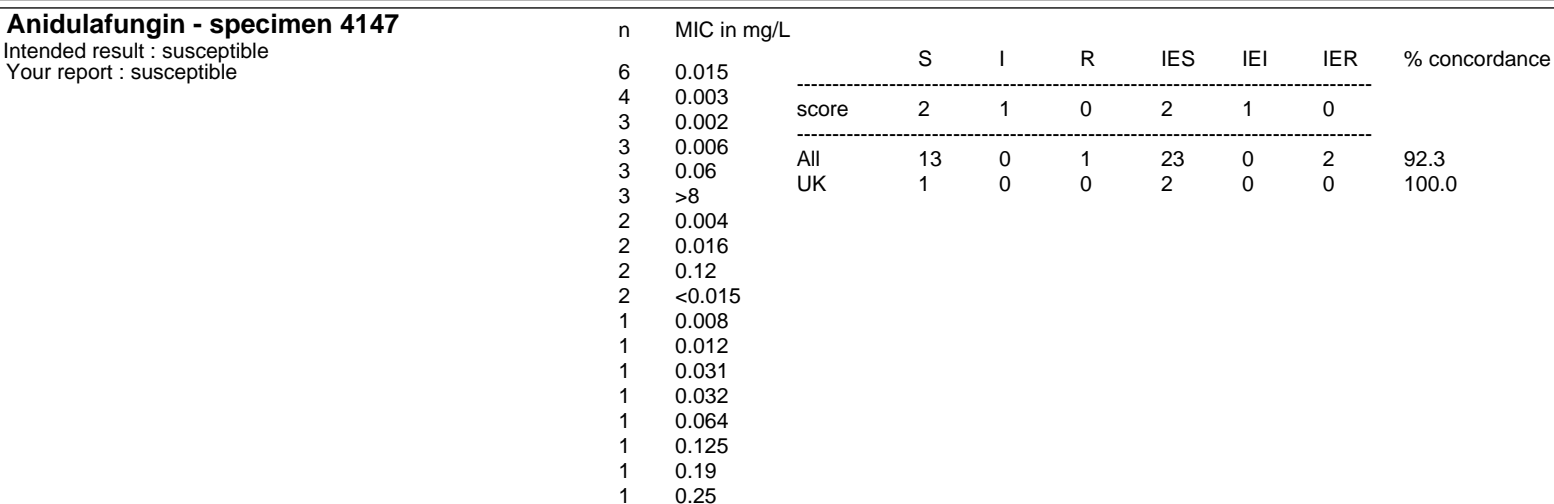 Anidulafungin - specimen 4147
Intended result : susceptible
Your report : susceptible
n MIC in mg/L
6 0.015
4 0.003
3 0.002
3 0.006
3 0.06
3 >8
2 0.004
2 0.016
2 0.12
2 <0.015
1 0.008
1 0.012
1 0.031
1 0.032
1 0.064
1 0.125
1 0.19
1 0.25
S I R IES IEI IER % concordance
score 2 1 0 2 1 0
All 13 0 1 23 0 2 92.3
UK 1 0 0 2 0 0 100.0